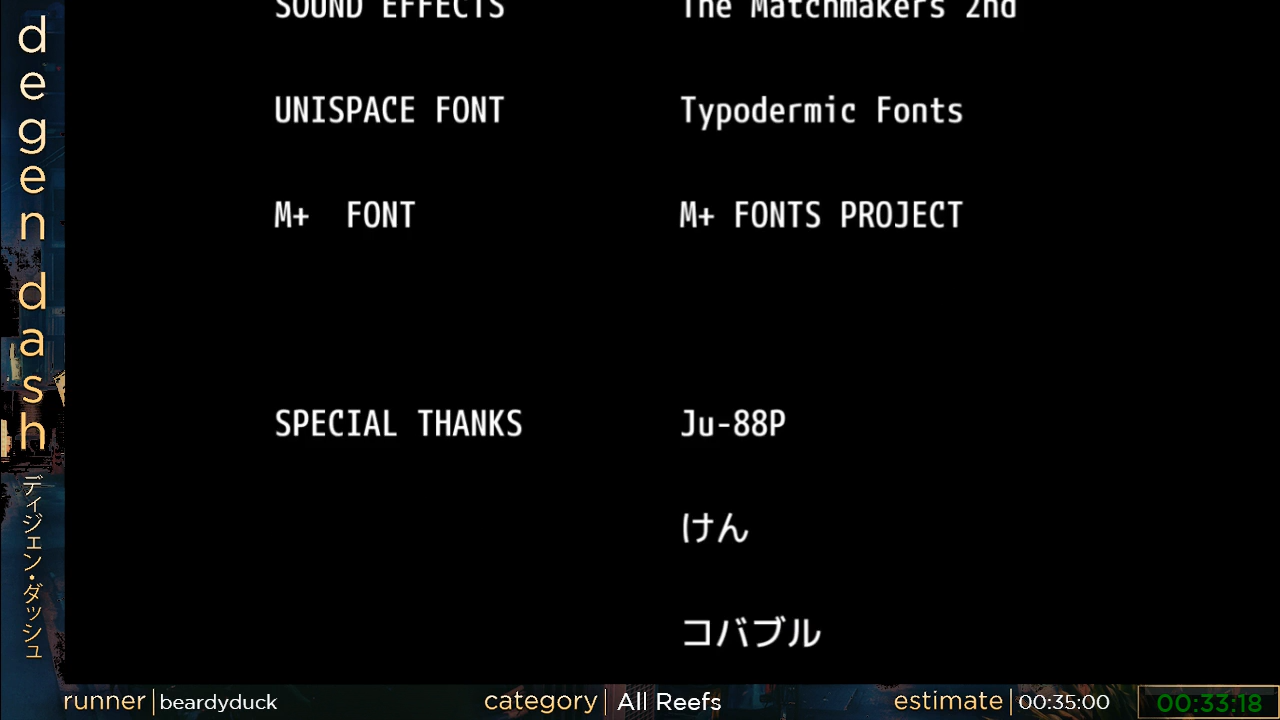 degen dash
ディジェン・ダッシュ
SOUND EFFECTS The Matchmakers 2nd
UNISPACE FONT Typodermic Fonts
M+ FONT M+ FONTS PROJECT
SPECIAL THANKS Ju-88P
けん
コバブル
runner beardyduck category All Reefs estimate 00:35:00 00:33:18